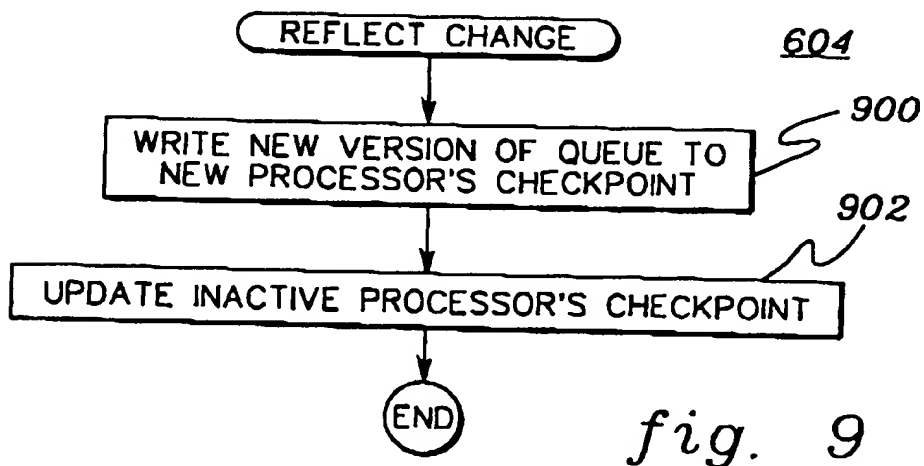 REFLECT CHANGE
604
900
WRITE NEW VERSION OF QUEUE TO
NEW PROCESSOR'S CHECKPOINT
902
UPDATE INACTIVE PROCESSOR'S CHECKPOINT
END
fig. 9